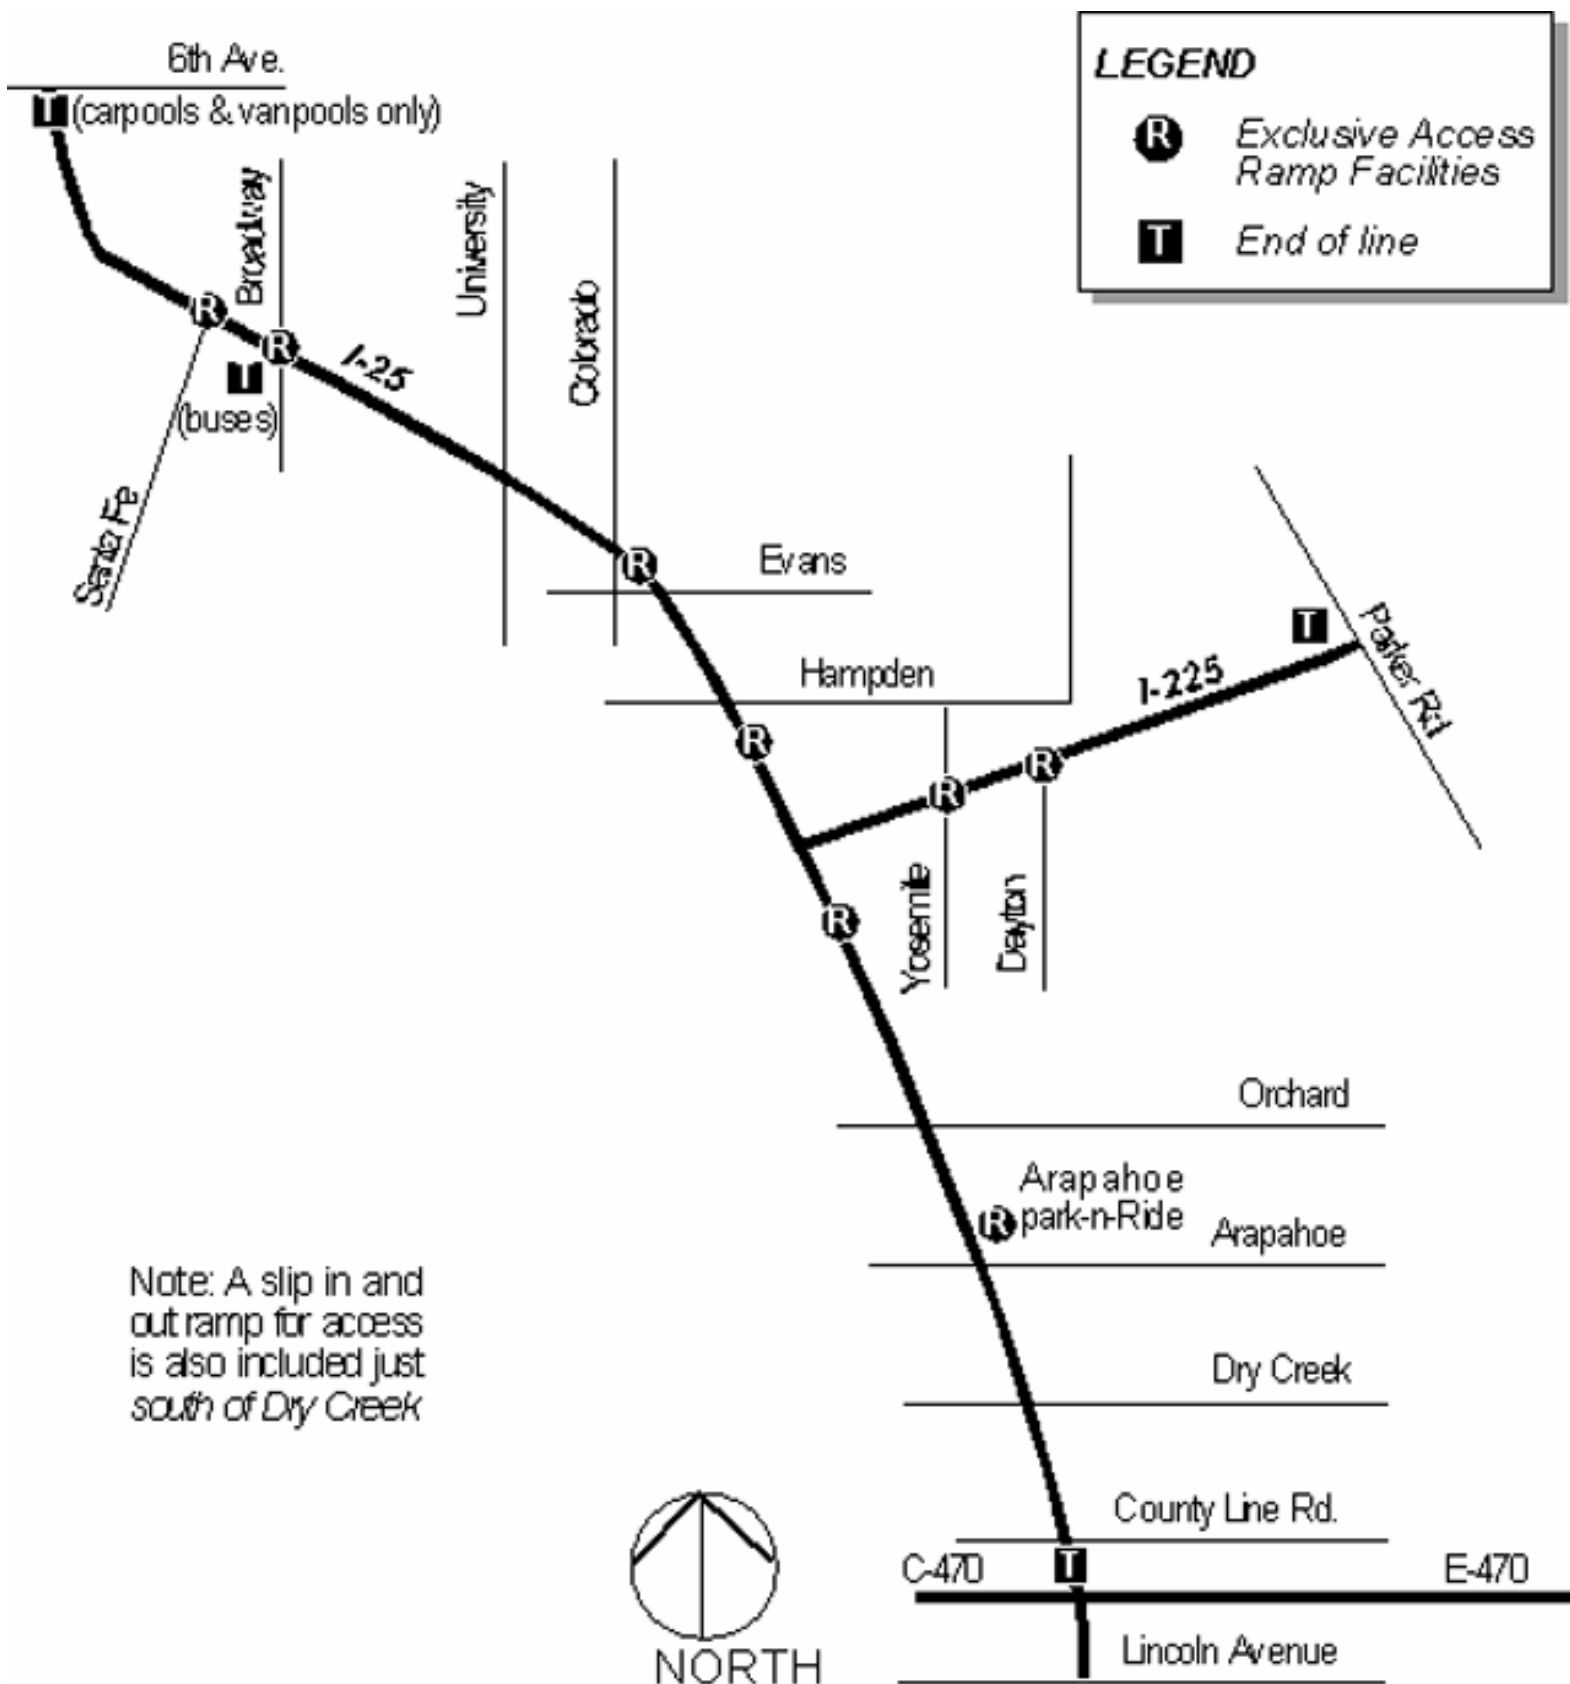 6th Ave.
T (carpools & vanpools only)
LEGEND
R Exclusive Access
Ramp Facilities
T End of line
Broadway
University
Colorado
R
R
I-25
T
(buses)
Santa Fe
R
Evans
T
Parker Rd
Hampden
I-225
R
R
R
Yosemite
Dayton
R
Orchard
Arapahoe
R park-n-Ride
Arapahoe
Note: A slip in and
out ramp for access
is also included just
south of Dry Creek
Dry Creek
County Line Rd.
T
C-470
E-470
Lincoln Avenue
NORTH